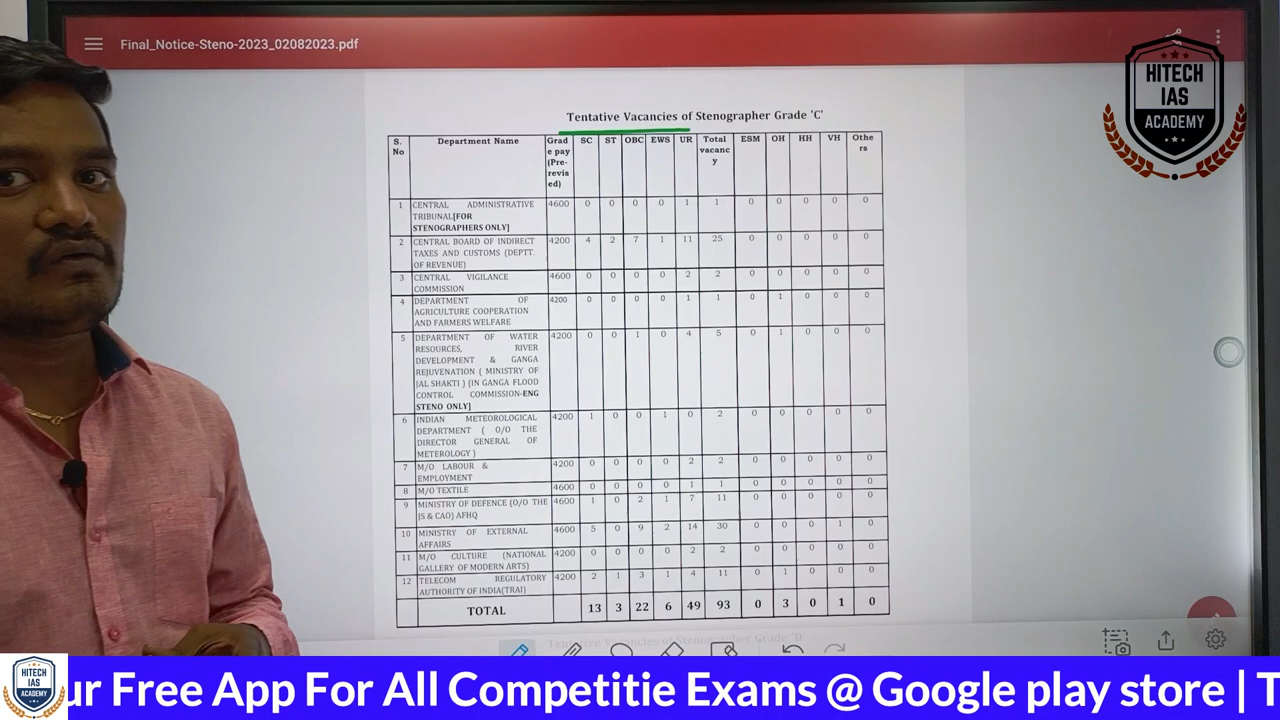 Final_Notice-Steno-2023_02082023.pdf
HITECH
IAS
ACADEMY
Tentative Vacancies of Stenographer Grade 'C'
S. No Department Name Grad e pay (Pre- revis ed) SC ST OBC EWS UR Total vacanc y ESM OH HH VH Othe rs
1 CENTRAL ADMINISTRATIVE 4600 0 0 0 0 1 1 0 0 0 0 0
TRIBUNAL[FOR
STENOGRAPHERS ONLY]
2 CENTRAL BOARD OF INDIRECT 4200 4 2 7 1 11 25 0 0 0 0 0
TAXES AND CUSTOMS (DEPTT.
OF REVENUE)
3 CENTRAL VIGILANCE 4600 0 0 0 0 2 2 0 0 0 0 0
COMMISSION
4 DEPARTMENT OF 4200 0 0 0 0 1 1 0 1 0 0 0
AGRICULTURE COOPERATION
AND FARMERS WELFARE
5 DEPARTMENT OF WATER 4200 0 0 1 0 4 5 0 1 0 0 0
RESOURCES, RIVER
DEVELOPMENT & GANGA
REJUVENATION ( MINISTRY OF
JAL SHAKTI ) (IN GANGA FLOOD
CONTROL COMMISSION-ENG
STENO ONLY]
6 INDIAN METEOROLOGICAL 4200 1 0 0 1 0 2 0 0 0 0 0
DEPARTMENT ( O/O THE
DIRECTOR GENERAL OF
METEROLOGY )
7 M/O LABOUR & 4200 0 0 0 0 2 2 0 0 0 0 0
EMPLOYMENT
8 M/O TEXTILE 4600 0 0 0 0 1 1 0 0 0 0 0
9 MINISTRY OF DEFENCE (O/O THE 4600 1 0 2 1 7 11 0 0 0 0 0
JS & CAO) AFHQ
10 MINISTRY OF EXTERNAL 4600 5 0 9 2 14 30 0 0 0 1 0
AFFAIRS
11 M/O CULTURE (NATIONAL 4200 0 0 0 0 2 2 0 0 0 0 0
GALLERY OF MODERN ARTS)
12 TELECOM REGULATORY 4200 2 1 3 1 4 11 0 1 0 0 0
AUTHORITY OF INDIA(TRAI)
TOTAL 13 3 22 6 49 93 0 3 0 1 0
Tentative Vacancies of Stenographer Grade 'D'
HITECH
IAS
ACADEMY
ur Free App For All Competitie Exams @ Google play store | T